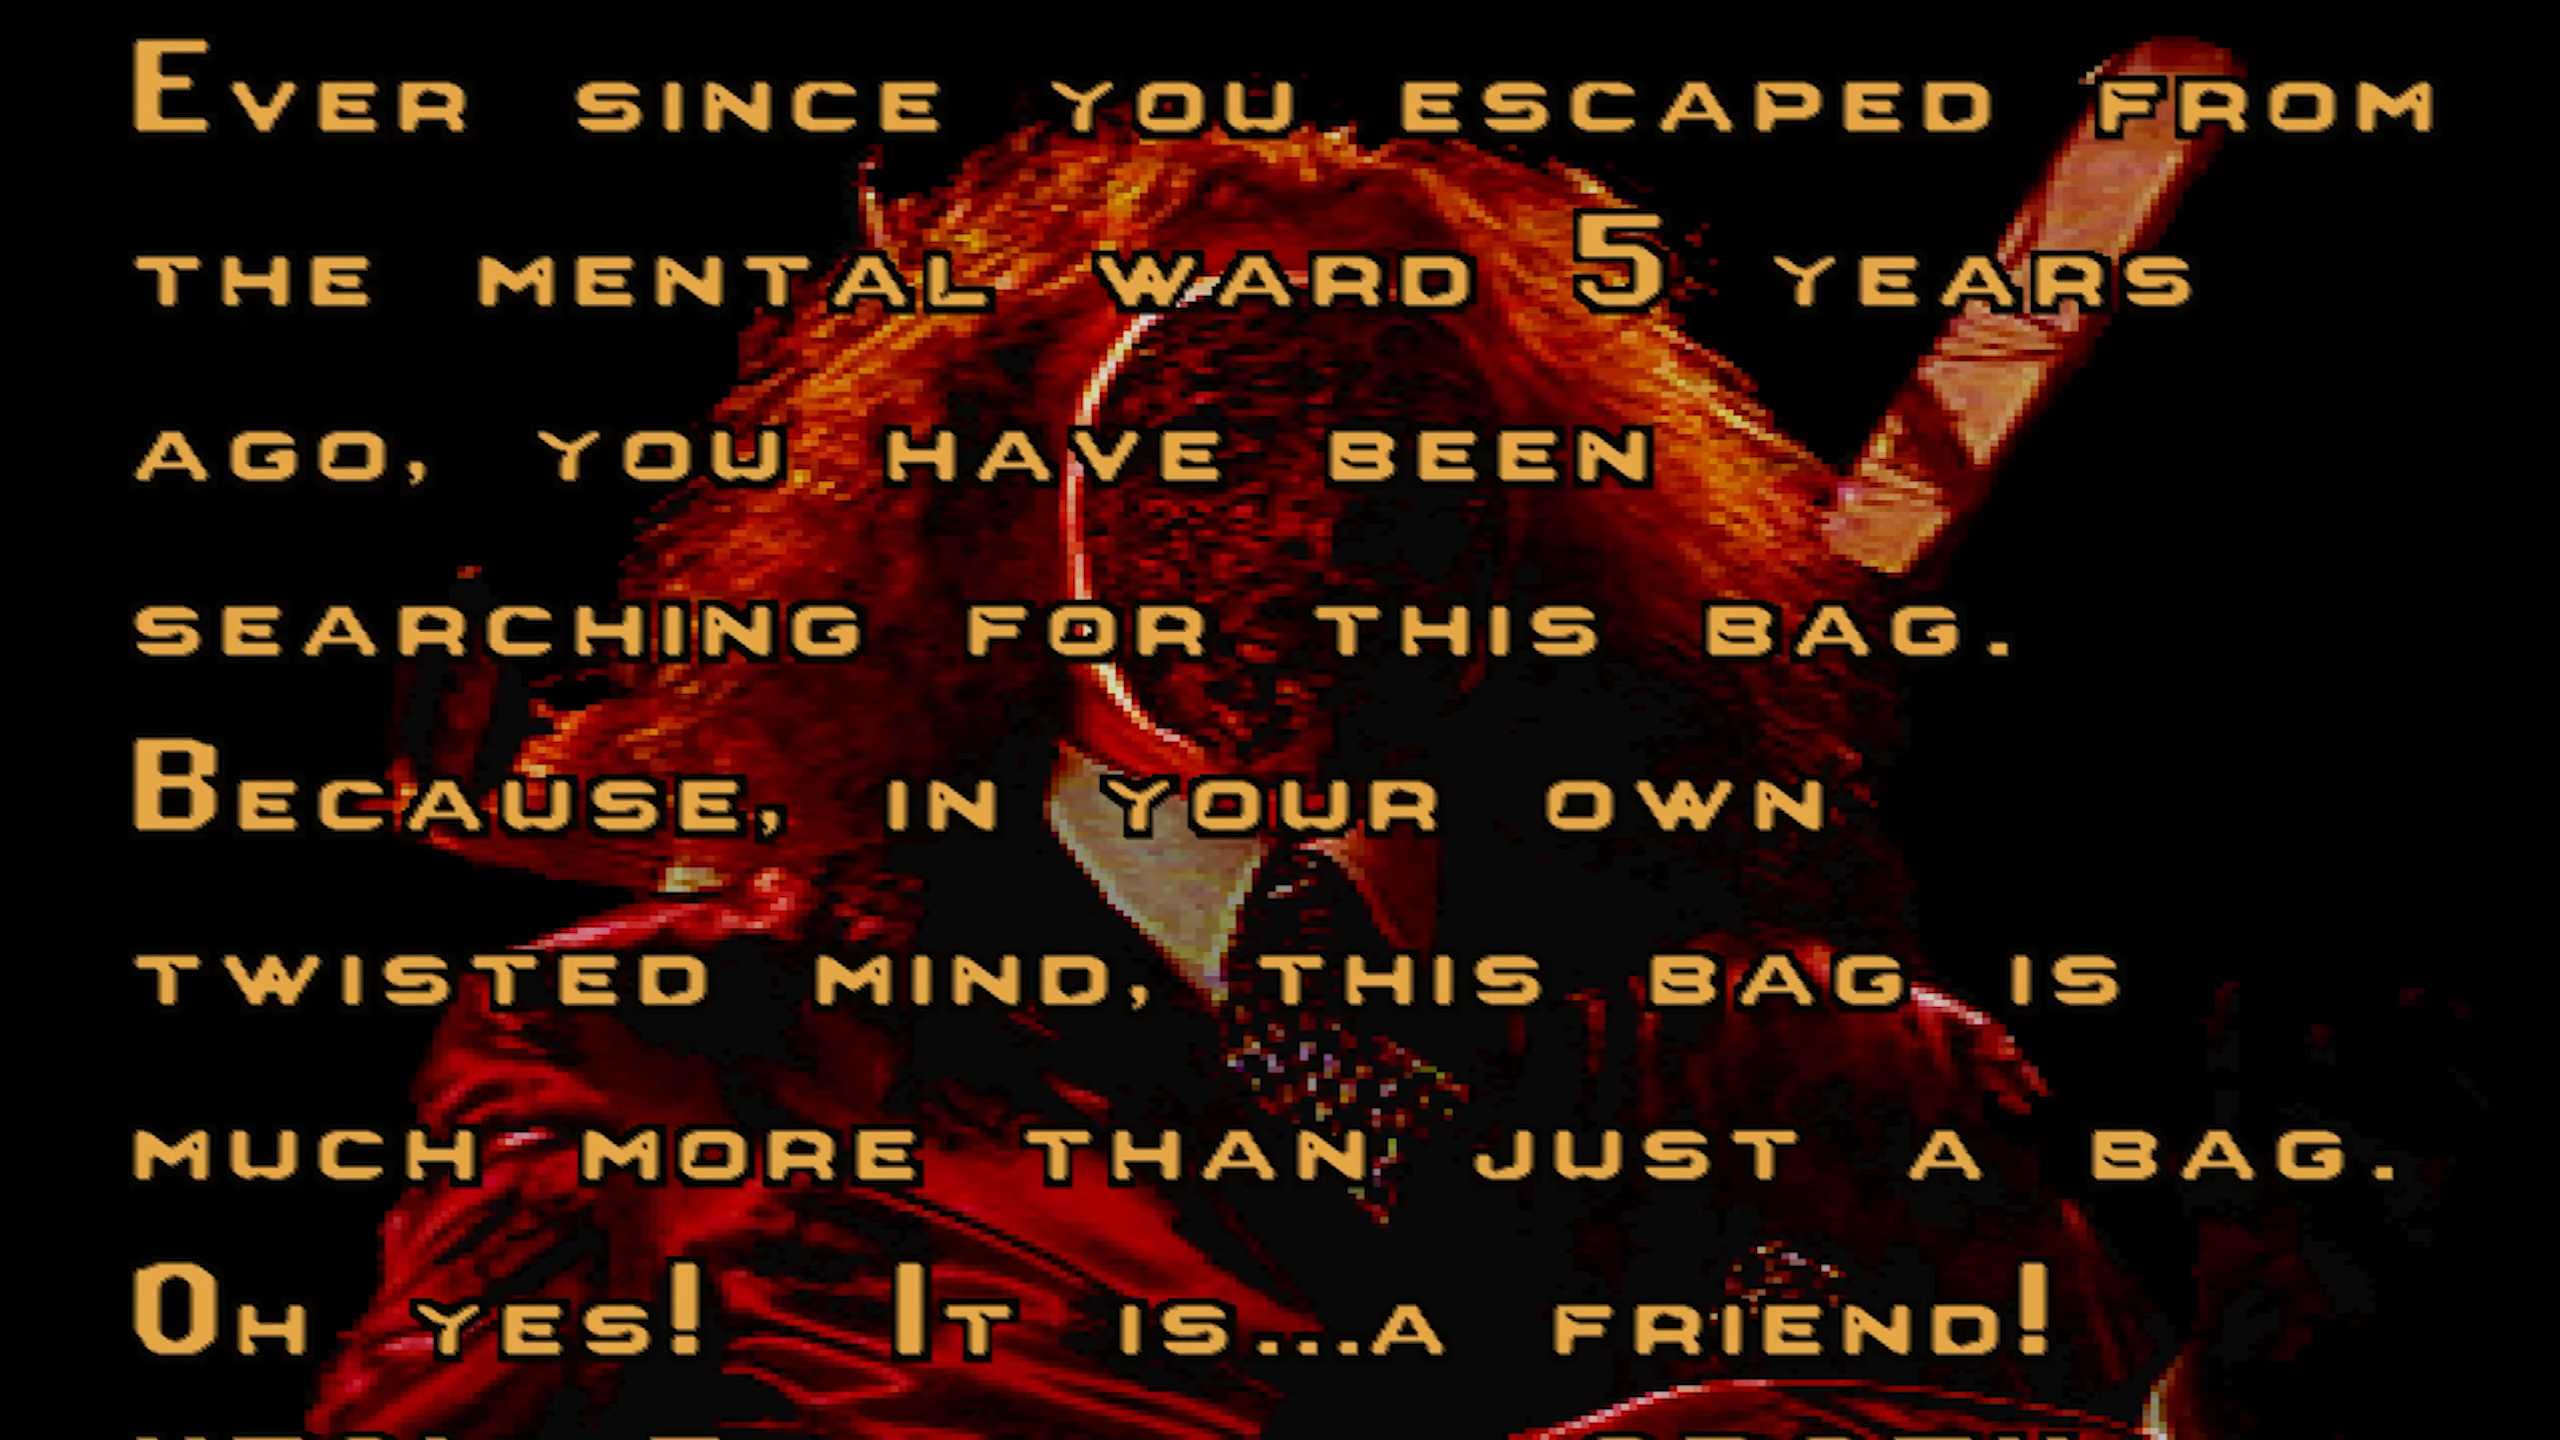 Ever since you escaped from
the mental ward 5 years
ago, you have been
searching for this bag.
Because, in your own
twisted mind, this bag is
much more than just a bag.
Oh yes! It is...a friend!